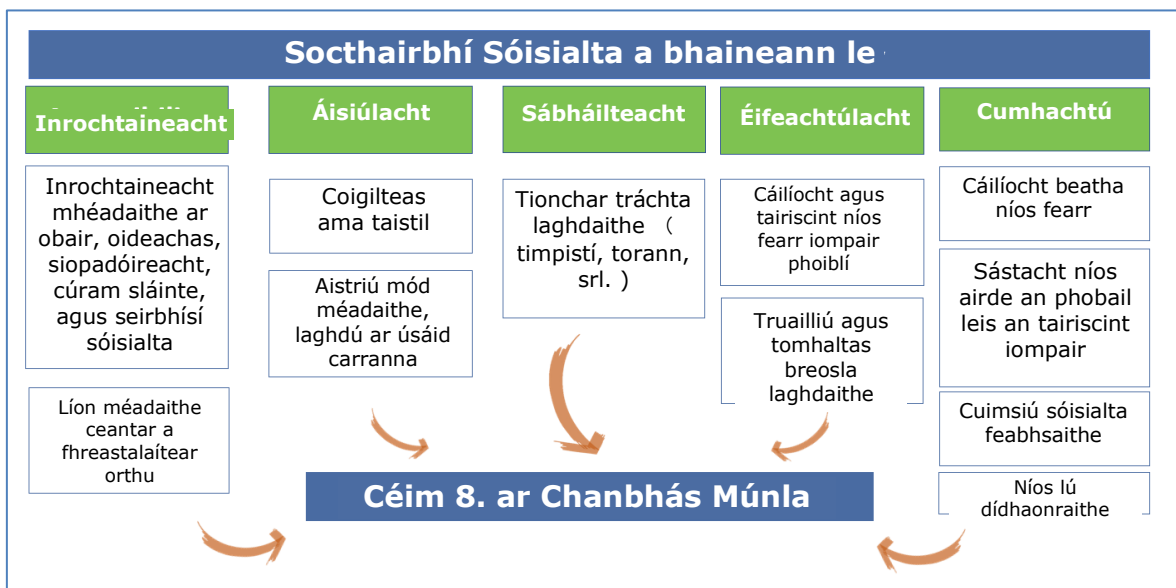 Socthairbhí Sóisialta a bhaineann le
Inrochtaineacht
Inrochtaineacht
mhéadaithe ar
obair, oideachas,
siopadóireacht,
cúram sláinte,
agus seirbhísí
sóisialta
Líon méadaithe
ceantar a
fhreastalaítear
orthu
Áisiúlacht
Coigilteas
ama taistil
Aistriú mód
méadaithe,
laghdú ar úsáid
carranna
Sábháilteacht
Tionchar tráchta
laghdaithe (
timpistí, torann,
srl. )
Éifeachtúlacht
Cáilíocht agus
tairiscint níos
fearr iompair
phoiblí
Truailliú agus
tomhaltas
breosla
laghdaithe
Cumhachtú
Cáilíocht beatha
níos fearr
Sástacht níos
airde an phobail
leis an tairiscint
iompair
Cuimsiú sóisialta
feabhsaithe
Níos lú
dídhaonraithe
Céim 8. ar Chanbhás Múnla